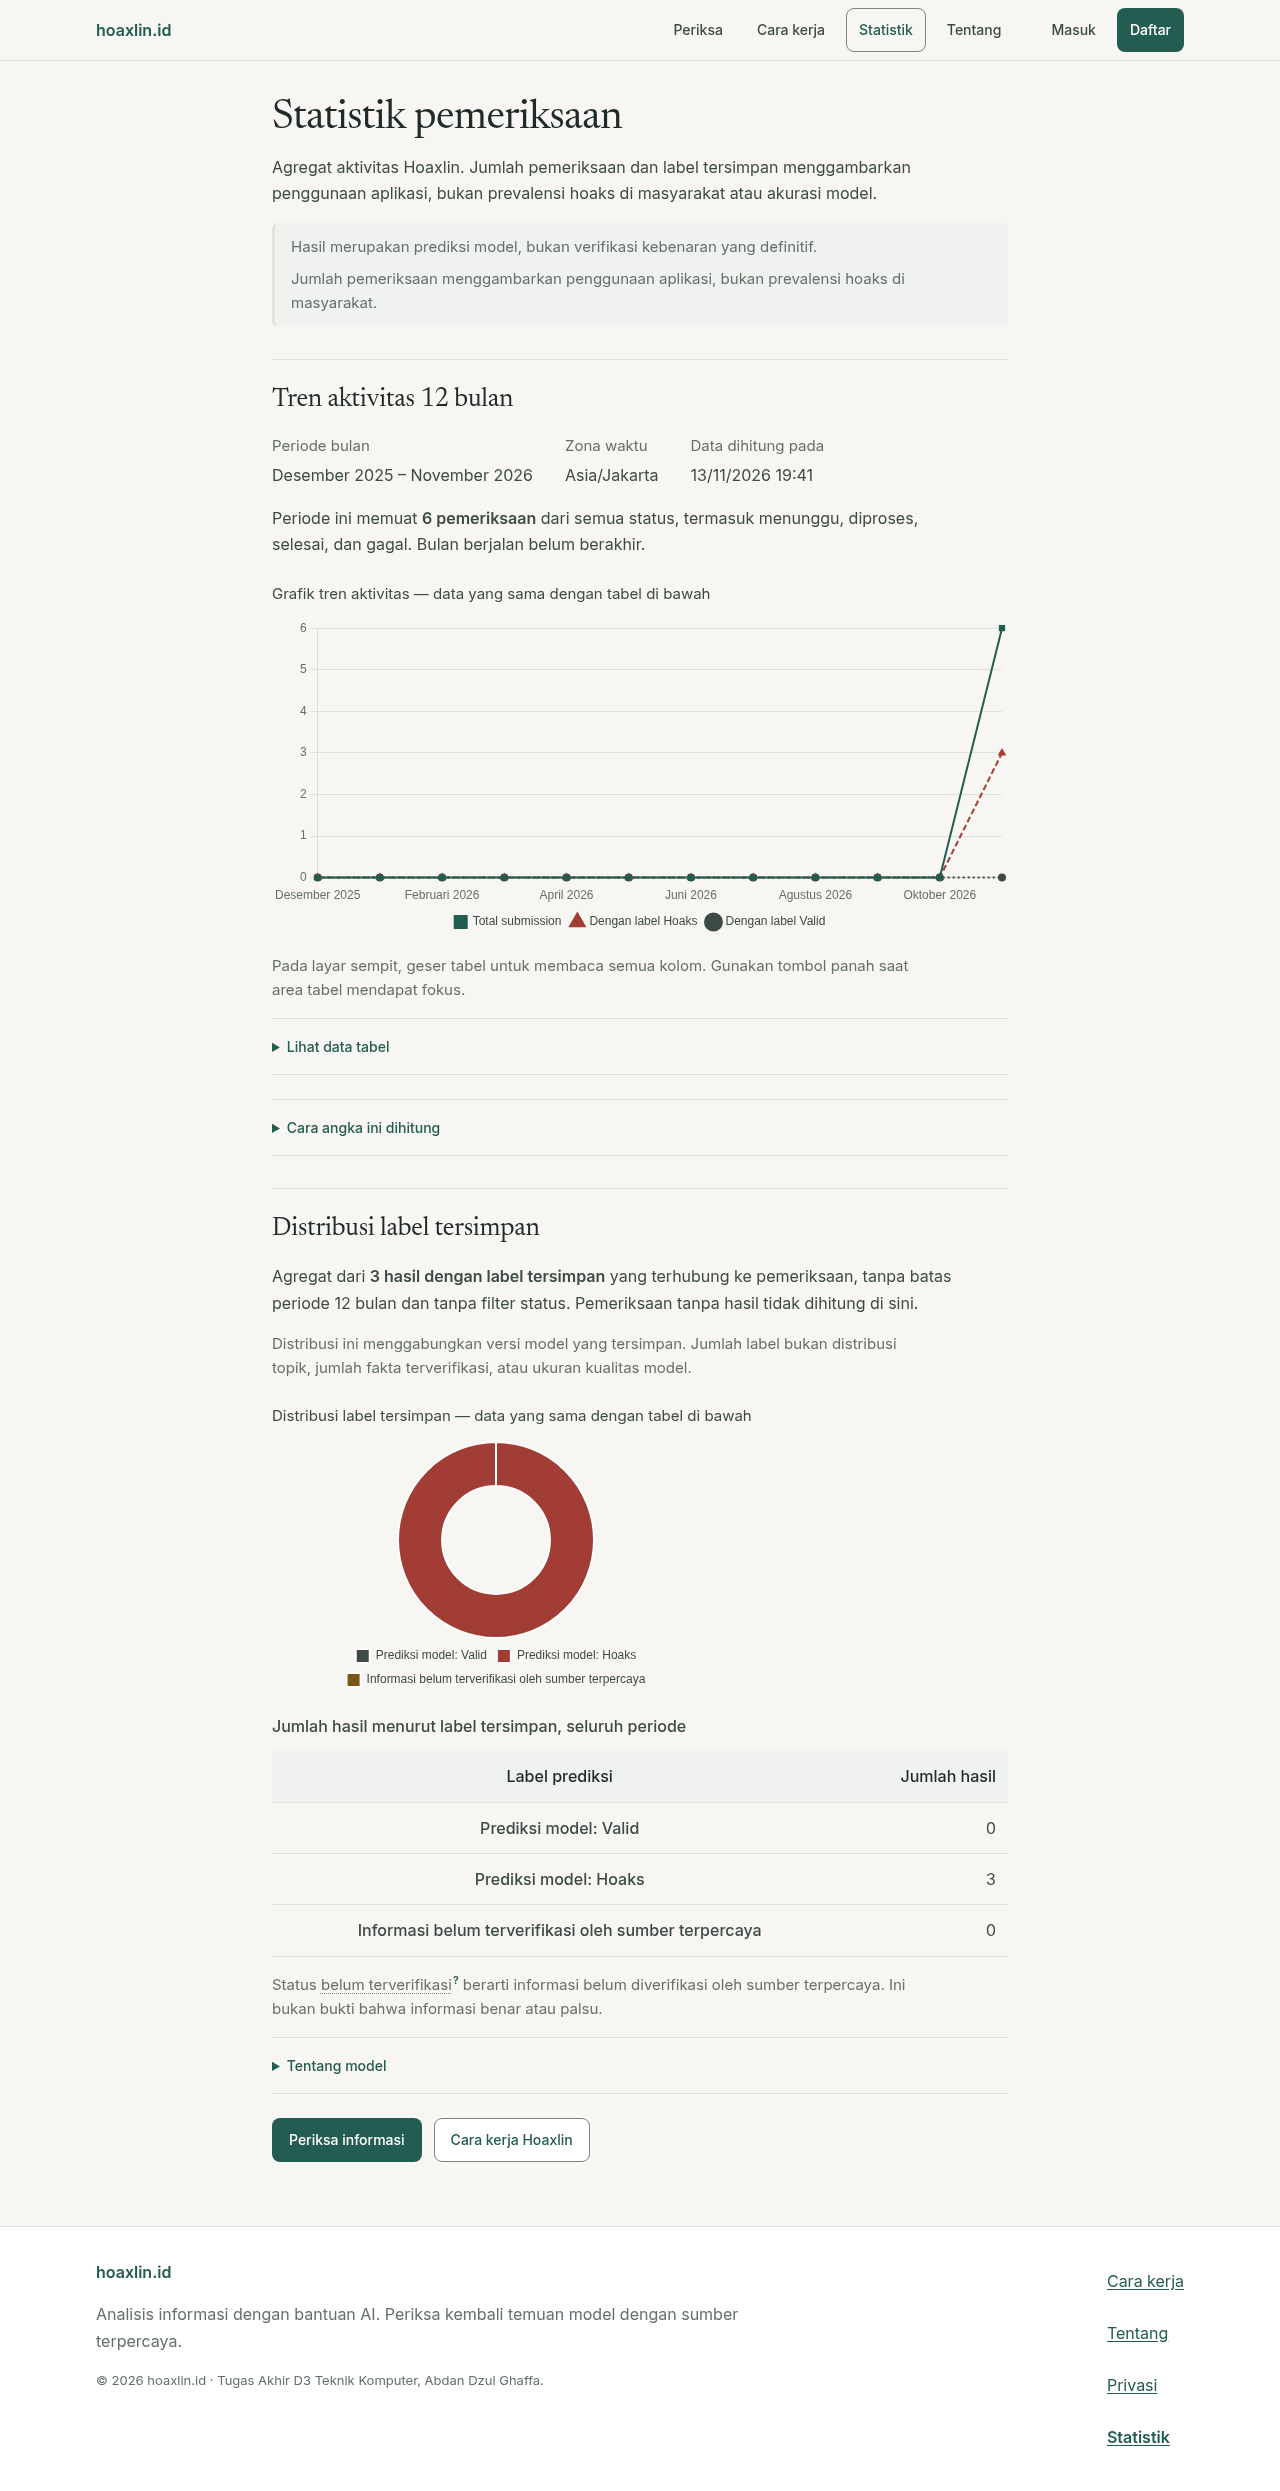 hoaxlin.id
Periksa
Cara kerja
Statistik
Tentang
Masuk
Daftar
Statistik pemeriksaan
Agregat aktivitas Hoaxlin. Jumlah pemeriksaan dan label tersimpan menggambarkan
penggunaan aplikasi, bukan prevalensi hoaks di masyarakat atau akurasi model.
Hasil merupakan prediksi model, bukan verifikasi kebenaran yang definitif.
Jumlah pemeriksaan menggambarkan penggunaan aplikasi, bukan prevalensi hoaks di
masyarakat.
Tren aktivitas 12 bulan
Periode bulan
Desember 2025 – November 2026
Zona waktu
Asia/Jakarta
Data dihitung pada
13/11/2026 19:41
Periode ini memuat 6 pemeriksaan dari semua status, termasuk menunggu, diproses,
selesai, dan gagal. Bulan berjalan belum berakhir.
Grafik tren aktivitas — data yang sama dengan tabel di bawah
6
5
4
3
2
1
0
Desember 2025
Februari 2026
April 2026
Juni 2026
Agustus 2026
Oktober 2026
Total submission
Dengan label Hoaks
Dengan label Valid
Pada layar sempit, geser tabel untuk membaca semua kolom. Gunakan tombol panah saat
area tabel mendapat fokus.
Lihat data tabel
Cara angka ini dihitung
Distribusi label tersimpan
Agregat dari 3 hasil dengan label tersimpan yang terhubung ke pemeriksaan, tanpa batas
periode 12 bulan dan tanpa filter status. Pemeriksaan tanpa hasil tidak dihitung di sini.
Distribusi ini menggabungkan versi model yang tersimpan. Jumlah label bukan distribusi
topik, jumlah fakta terverifikasi, atau ukuran kualitas model.
Distribusi label tersimpan — data yang sama dengan tabel di bawah
Prediksi model: Valid
Prediksi model: Hoaks
Informasi belum terverifikasi oleh sumber terpercaya
Jumlah hasil menurut label tersimpan, seluruh periode
Label prediksi
Jumlah hasil
Prediksi model: Valid
0
Prediksi model: Hoaks
3
Informasi belum terverifikasi oleh sumber terpercaya
0
Status belum terverifikasi? berarti informasi belum diverifikasi oleh sumber terpercaya. Ini
bukan bukti bahwa informasi benar atau palsu.
Tentang model
Periksa informasi
Cara kerja Hoaxlin
hoaxlin.id
Analisis informasi dengan bantuan AI. Periksa kembali temuan model dengan sumber
terpercaya.
© 2026 hoaxlin.id · Tugas Akhir D3 Teknik Komputer, Abdan Dzul Ghaffa.
Cara kerja
Tentang
Privasi
Statistik